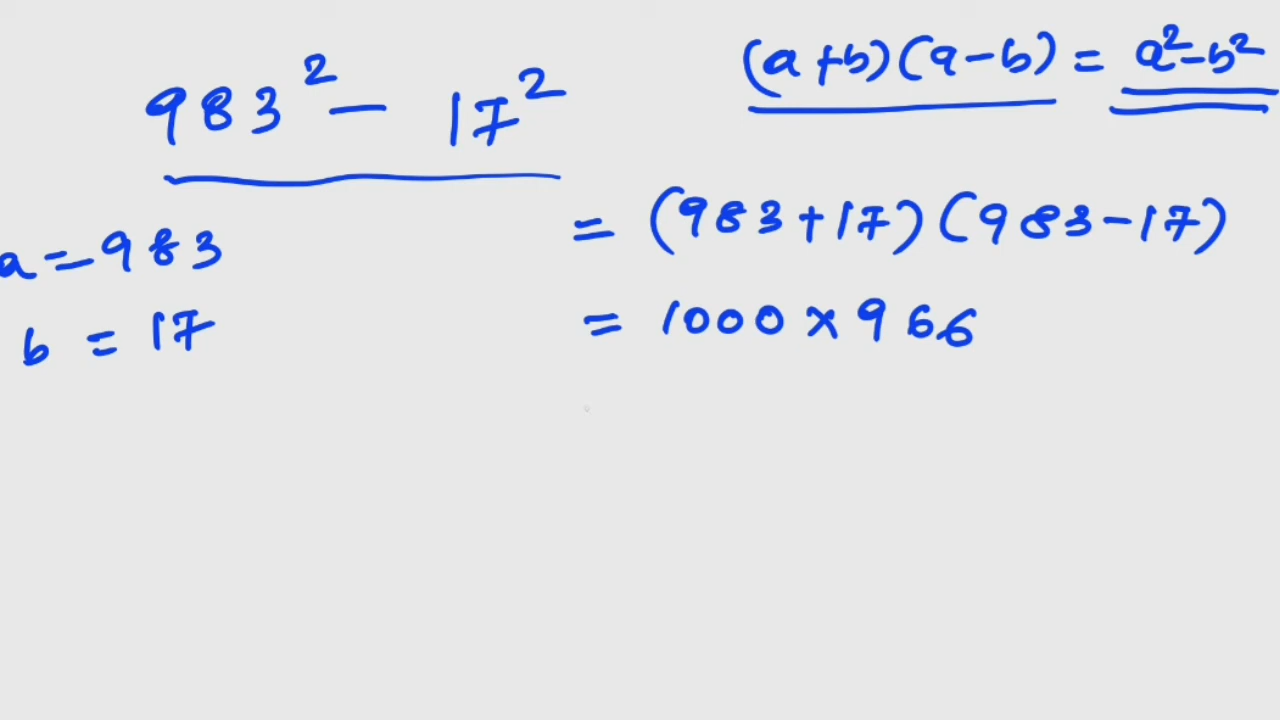 983² - 17²
(a+b)(a-b) = a²-b²
a = 983
b = 17
= (983+17)(983-17)
= 1000 × 966